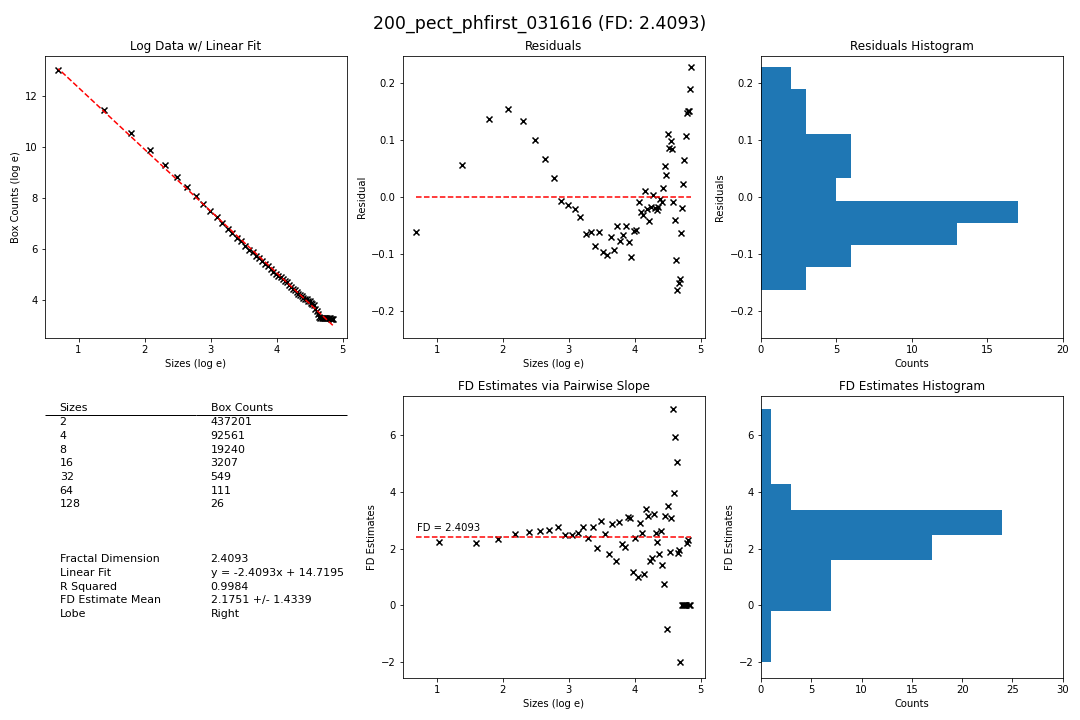 200_pect_phfirst_031616 (FD: 2.4093)
Log Data w/ Linear Fit
Box Counts (log e)
12
10
8
6
4
1 2 3 4 5
Sizes (log e)
Residuals
Residual
0.2
0.1
0.0
−0.1
−0.2
1 2 3 4 5
Sizes (log e)
Residuals Histogram
Residuals
0.2
0.1
0.0
−0.1
−0.2
0 5 10 15 20
Counts
Sizes Box Counts
2 437201
4 92561
8 19240
16 3207
32 549
64 111
128 26
Fractal Dimension 2.4093
Linear Fit y = -2.4093x + 14.7195
R Squared 0.9984
FD Estimate Mean 2.1751 +/- 1.4339
Lobe Right
FD Estimates via Pairwise Slope
FD Estimates
6
4
2
0
−2
FD = 2.4093
1 2 3 4 5
Sizes (log e)
FD Estimates Histogram
FD Estimates
6
4
2
0
−2
0 5 10 15 20 25 30
Counts